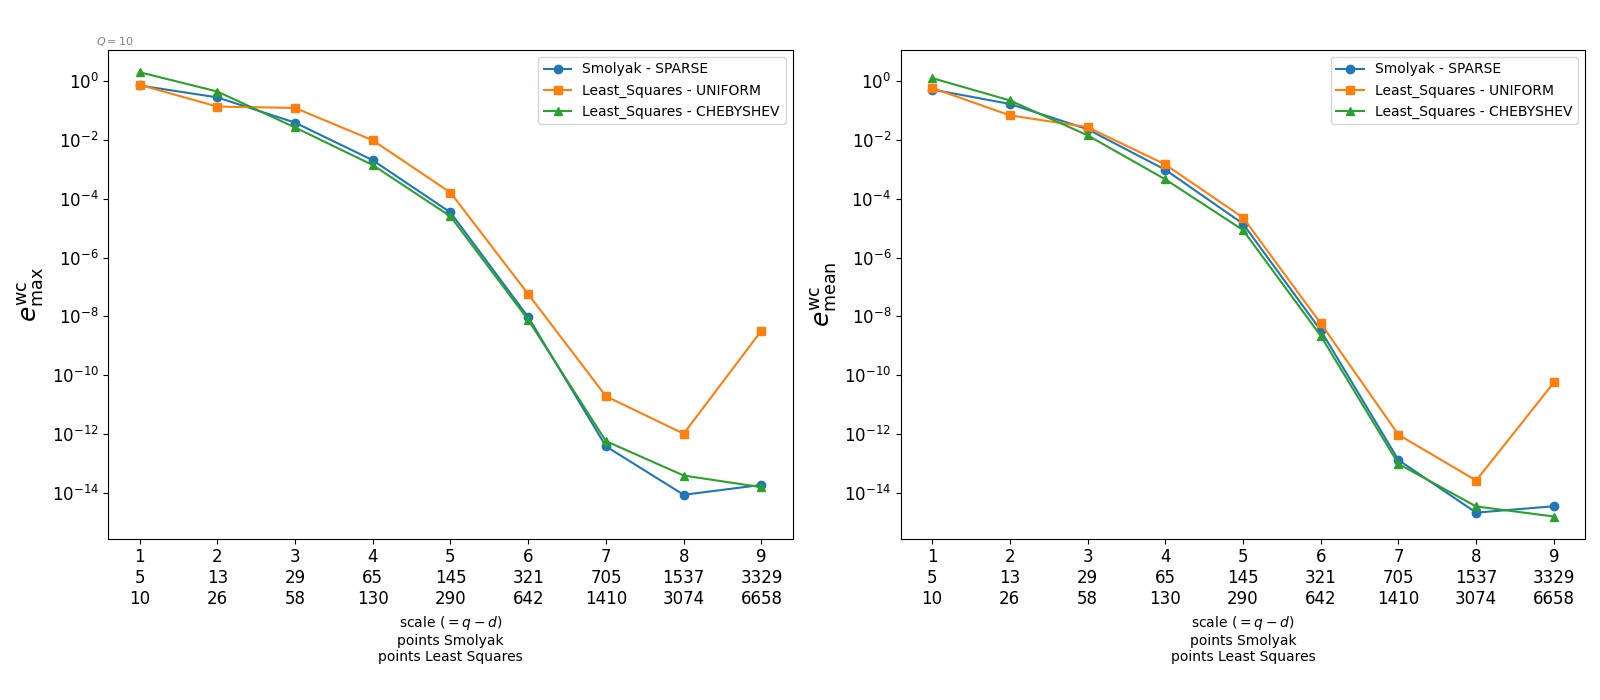 Q = 10
10^0
10^-2
10^-4
10^-6
10^-8
10^-10
10^-12
10^-14
e^wc_max
Smolyak - SPARSE
Least_Squares - UNIFORM
Least_Squares - CHEBYSHEV
1 2 3 4 5 6 7 8 9
5 13 29 65 145 321 705 1537 3329
10 26 58 130 290 642 1410 3074 6658
scale (= q − d)
points Smolyak
points Least Squares
10^0
10^-2
10^-4
10^-6
10^-8
10^-10
10^-12
10^-14
e^wc_mean
Smolyak - SPARSE
Least_Squares - UNIFORM
Least_Squares - CHEBYSHEV
1 2 3 4 5 6 7 8 9
5 13 29 65 145 321 705 1537 3329
10 26 58 130 290 642 1410 3074 6658
scale (= q − d)
points Smolyak
points Least Squares